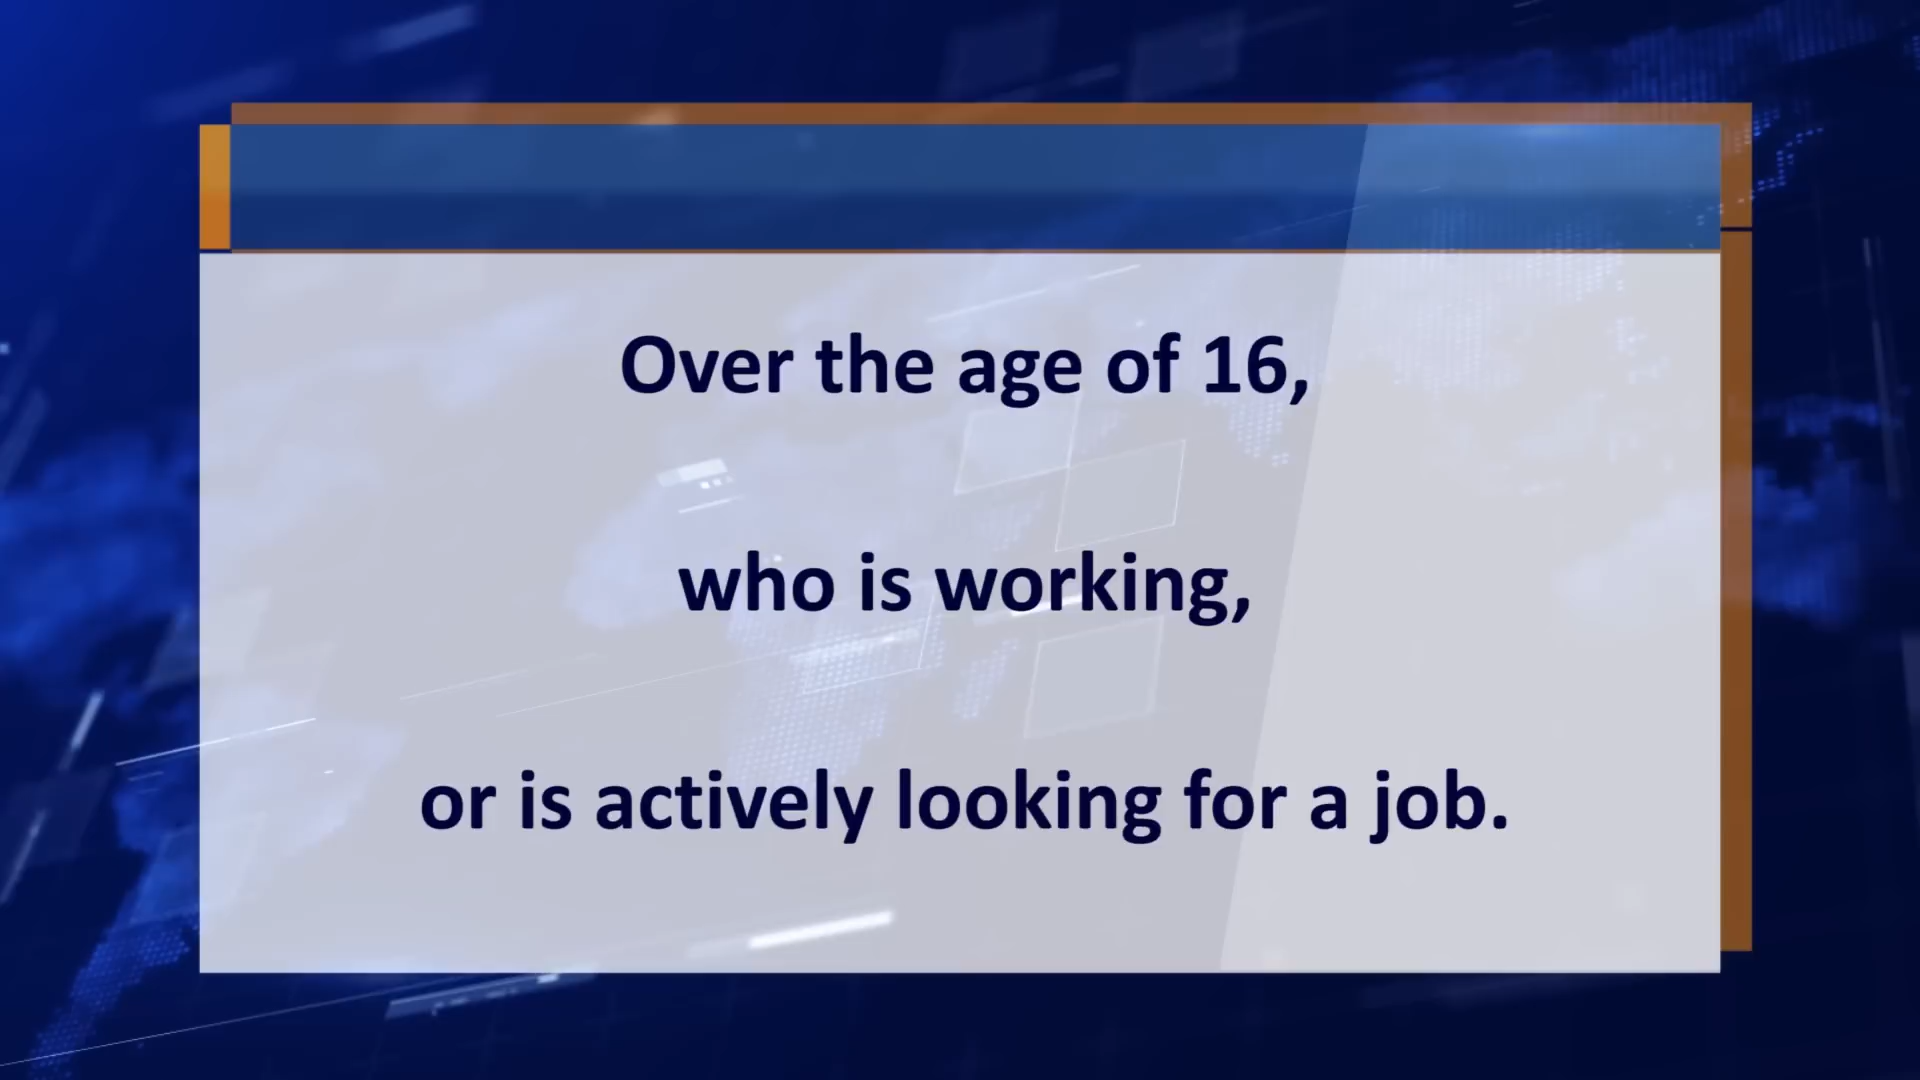 Over the age of 16,
who is working,
or is actively looking for a job.